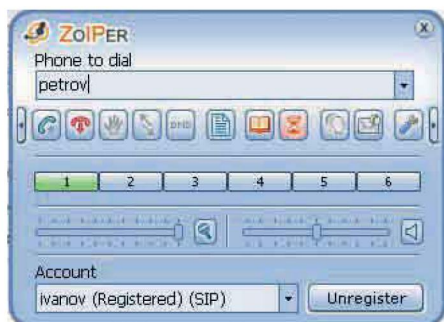 ZOIPER
Phone to dial
petrov
DND
1 2 3 4 5 6
Account
ivanov (Registered) (SIP) Unregister